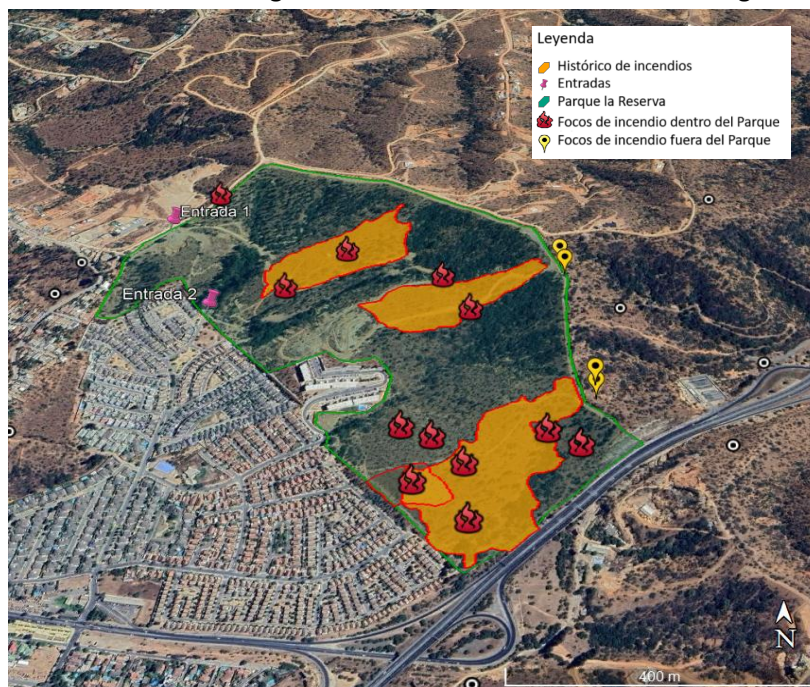 Leyenda
Histórico de incendios
Entradas
Parque la Reserva
Focos de incendio dentro del Parque
Focos de incendio fuera del Parque
Entrada 1
Entrada 2
N
400 m